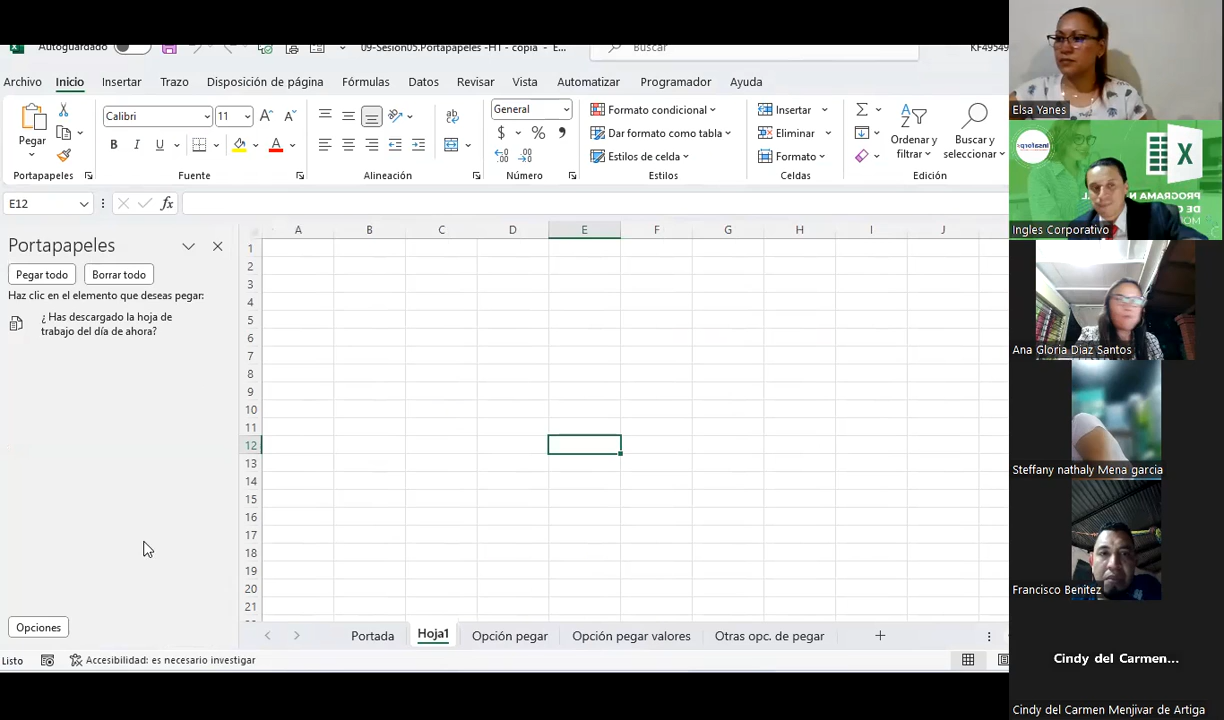 Autoguardado
09-Sesion05.Portapapeles -HT - copia - E...
Buscar
KF49549
Archivo Inicio Insertar Trazo Disposición de página Fórmulas Datos Revisar Vista Automatizar Programador Ayuda
Pegar
Portapapeles
Calibri 11
N K S
Fuente
Alineación
General
$ % ,
Número
Formato condicional
Dar formato como tabla
Estilos de celda
Estilos
Insertar
Eliminar
Formato
Celdas
Ordenar y
filtrar
Buscar y
seleccionar
Edición
E12
fx
Portapapeles
Pegar todo Borrar todo
Haz clic en el elemento que deseas pegar:
¿ Has descargado la hoja de
trabajo del día de ahora?
Opciones
A B C D E F G H I J
1
2
3
4
5
6
7
8
9
10
11
12
13
14
15
16
17
18
19
20
21
Portada Hoja1 Opción pegar Opción pegar valores Otras opc. de pegar
Listo
Accesibilidad: es necesario investigar
Elsa Yanes
Insaforp
X
PROGRAMA N
Ingles Corporativo
Ana Gloria Diaz Santos
Steffany nathaly Mena garcia
Francisco Benitez
Cindy del Carmen...
Cindy del Carmen Menjivar de Artiga